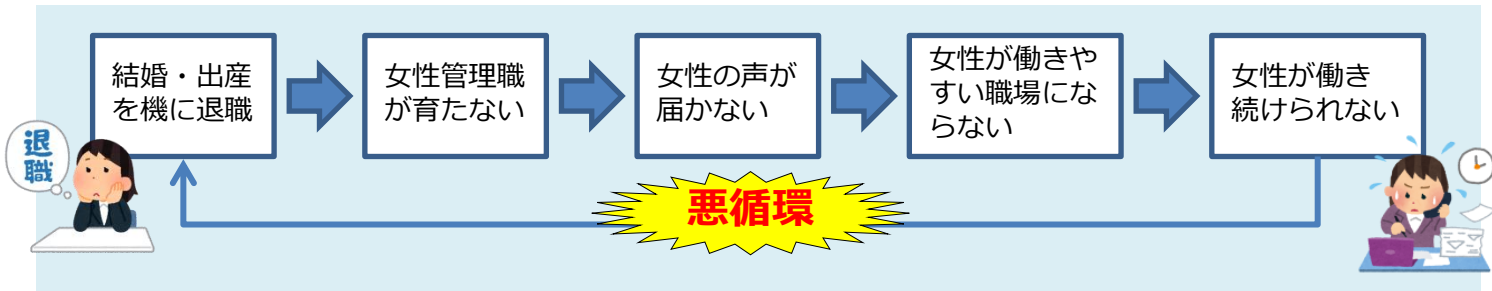 結婚・出産
を機に退職
女性管理職
が育たない
女性の声が
届かない
女性が働きや
すい職場にな
らない
女性が働き
続けられない
退
職
悪循環